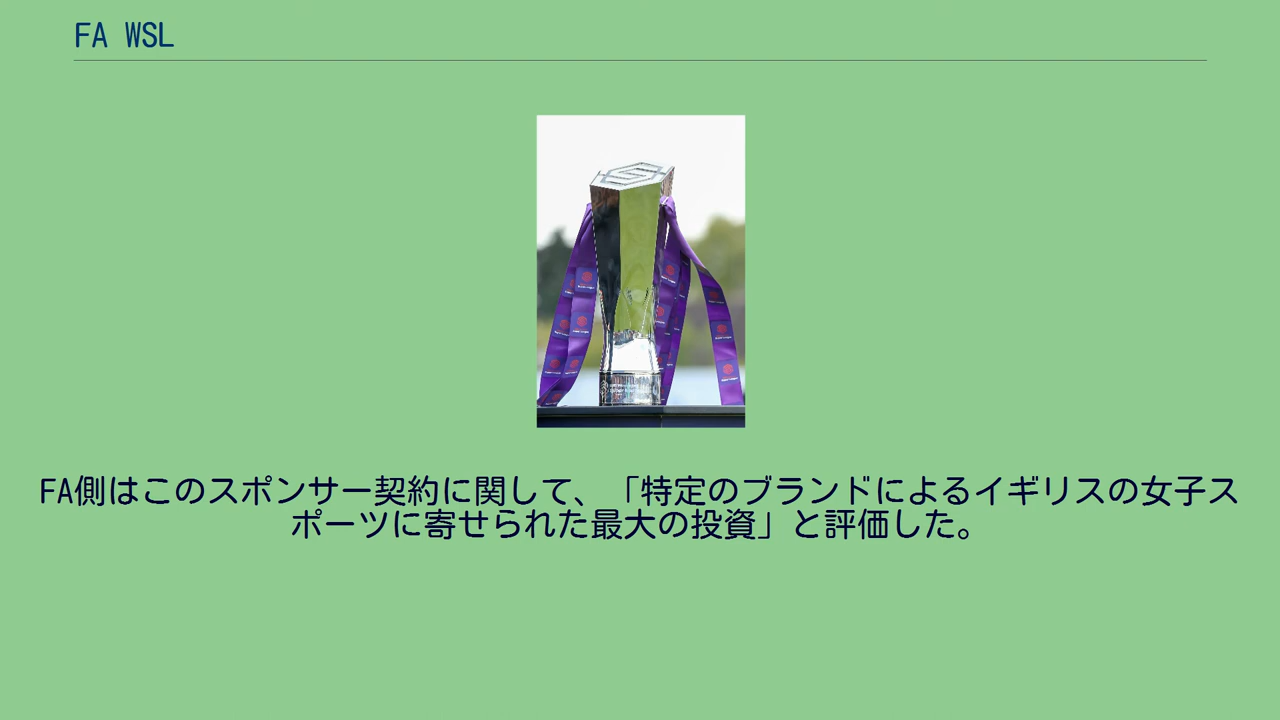 FA WSL
FA側はこのスポンサー契約に関して、「特定のブランドによるイギリスの女子ス
ポーツに寄せられた最大の投資」と評価した。